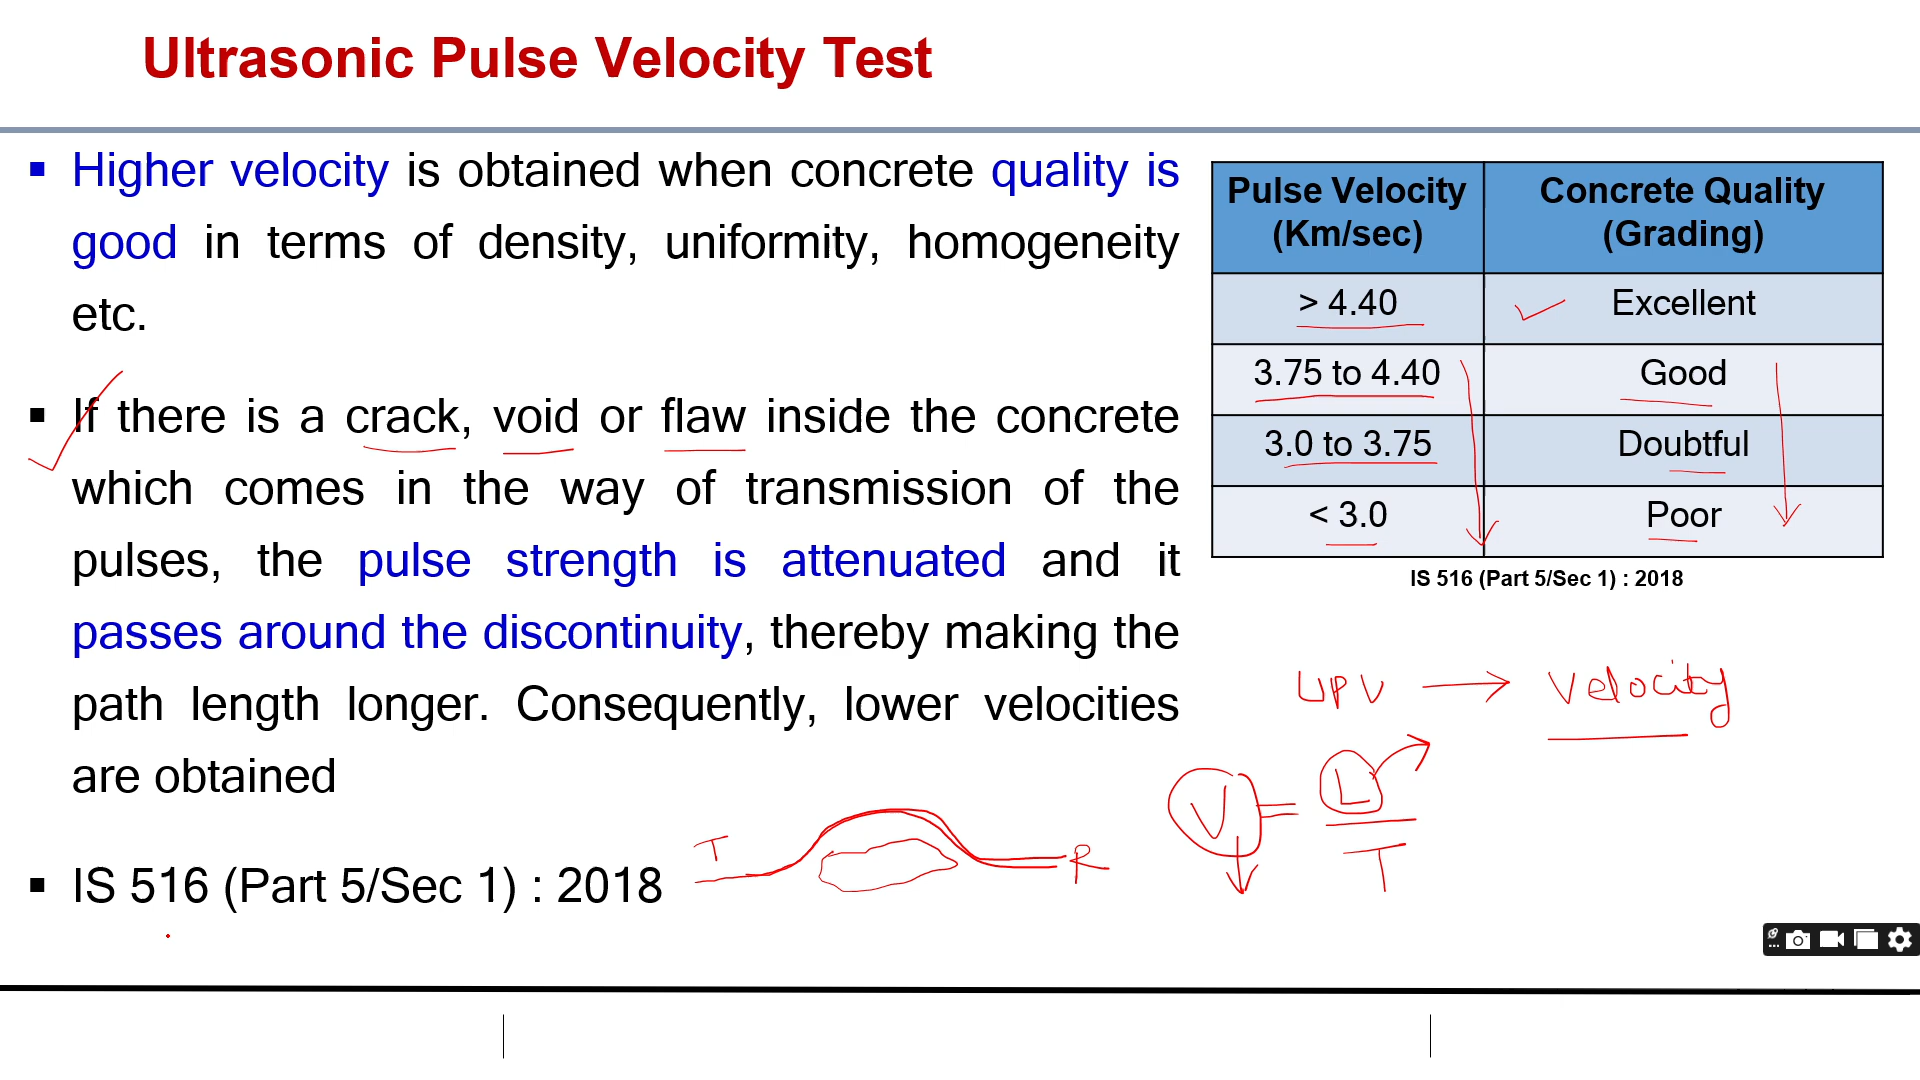 Ultrasonic Pulse Velocity Test
▪ Higher velocity is obtained when concrete quality is
good in terms of density, uniformity, homogeneity
etc.
▪ If there is a crack, void or flaw inside the concrete
which comes in the way of transmission of the
pulses, the pulse strength is attenuated and it
passes around the discontinuity, thereby making the
path length longer. Consequently, lower velocities
are obtained
▪ IS 516 (Part 5/Sec 1) : 2018
Pulse Velocity (Km/sec) Concrete Quality (Grading)
> 4.40 Excellent
3.75 to 4.40 Good
3.0 to 3.75 Doubtful
< 3.0 Poor
IS 516 (Part 5/Sec 1) : 2018
UPV → Velocity
V = L
T
T R